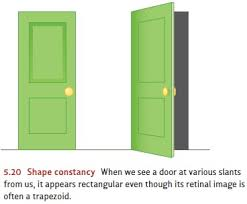 5.20 Shape constancy When we see a door at various slants
from us, it appears rectangular even though its retinal image is
often a trapezoid.